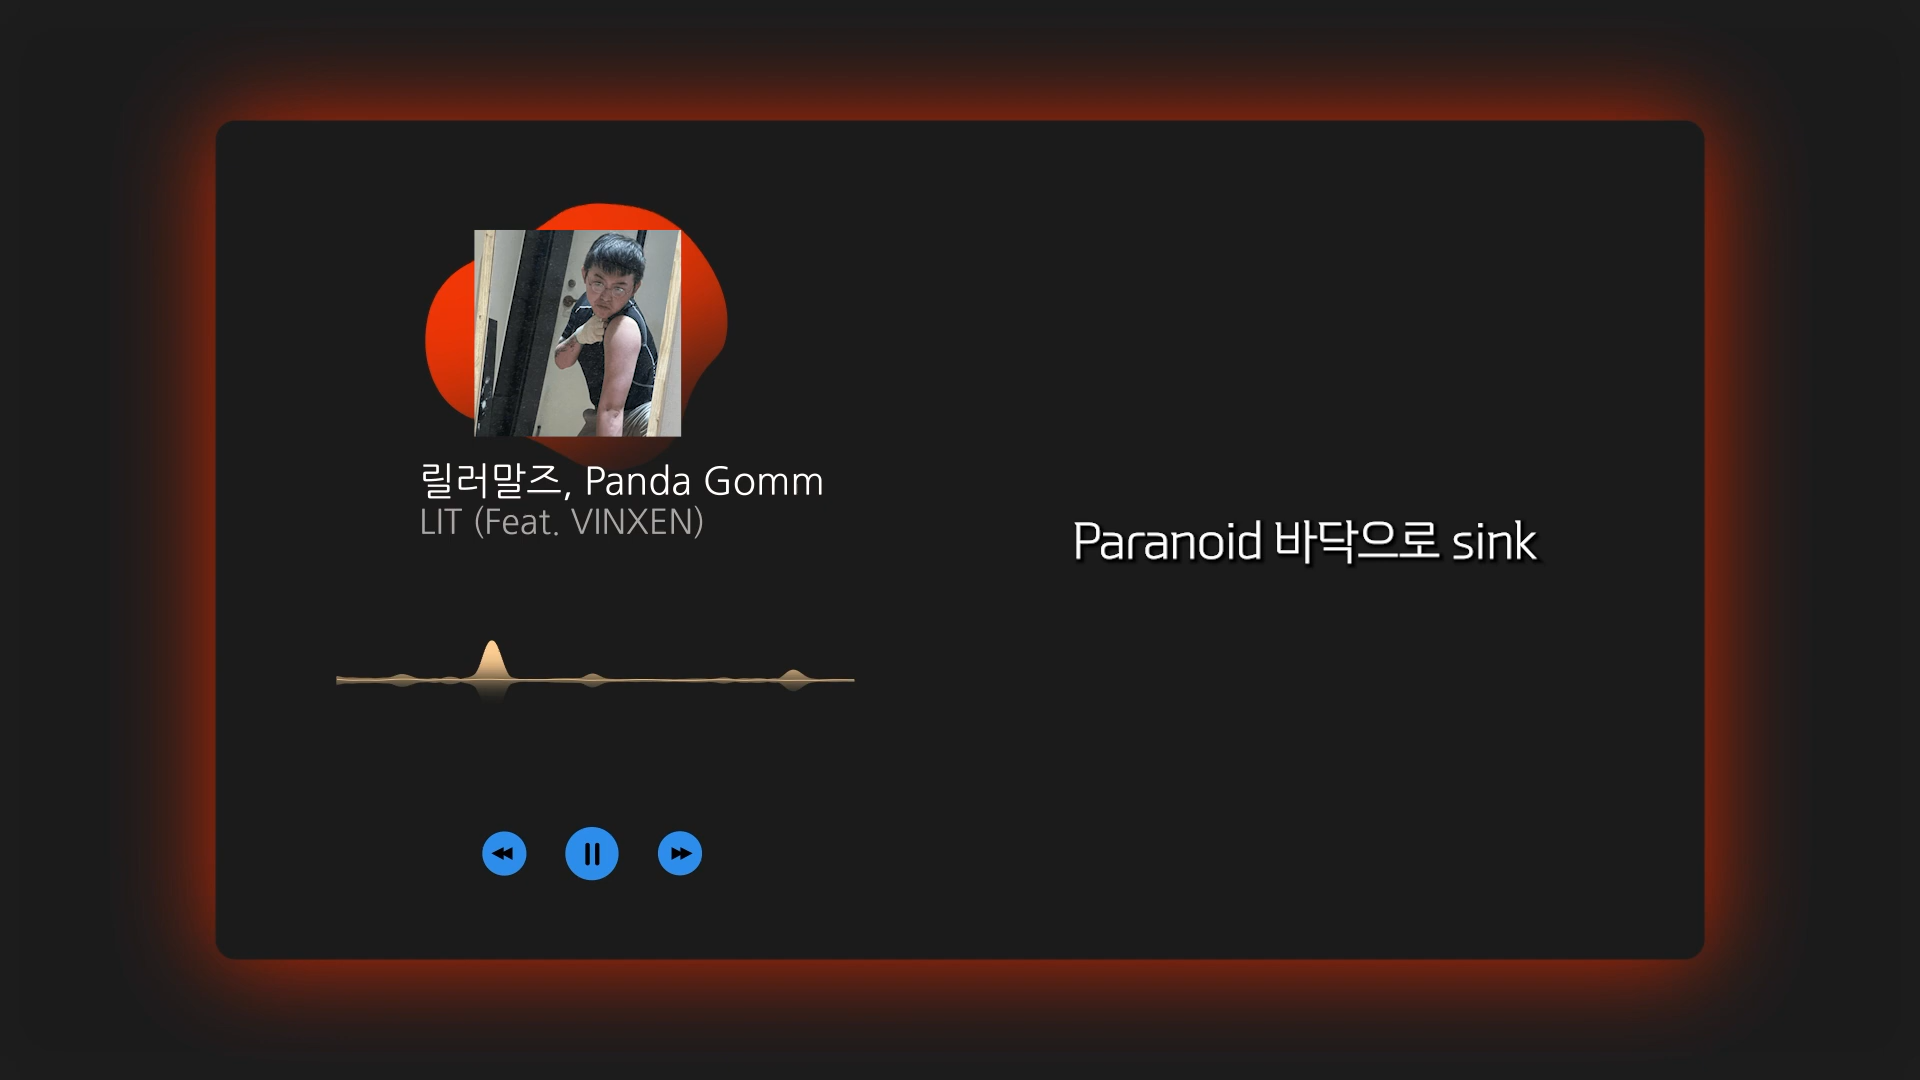 릴러말즈, Panda Gomm
LIT (Feat. VINXEN)
Paranoid 바닥으로 sink